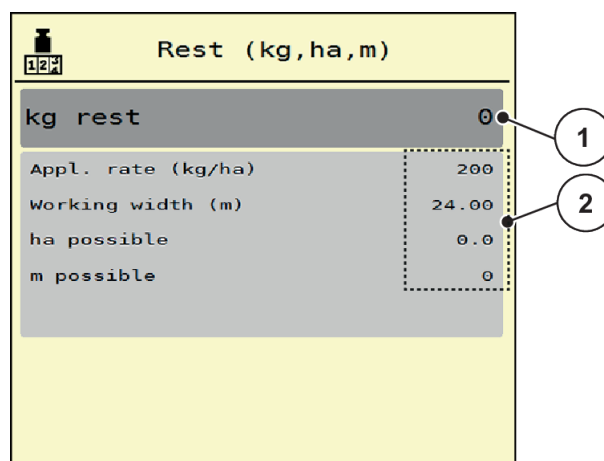 Rest (kg,ha,m)
kg rest 0
1
Appl. rate (kg/ha) 200
Working width (m) 24.00
2
ha possible 0.0
m possible 0